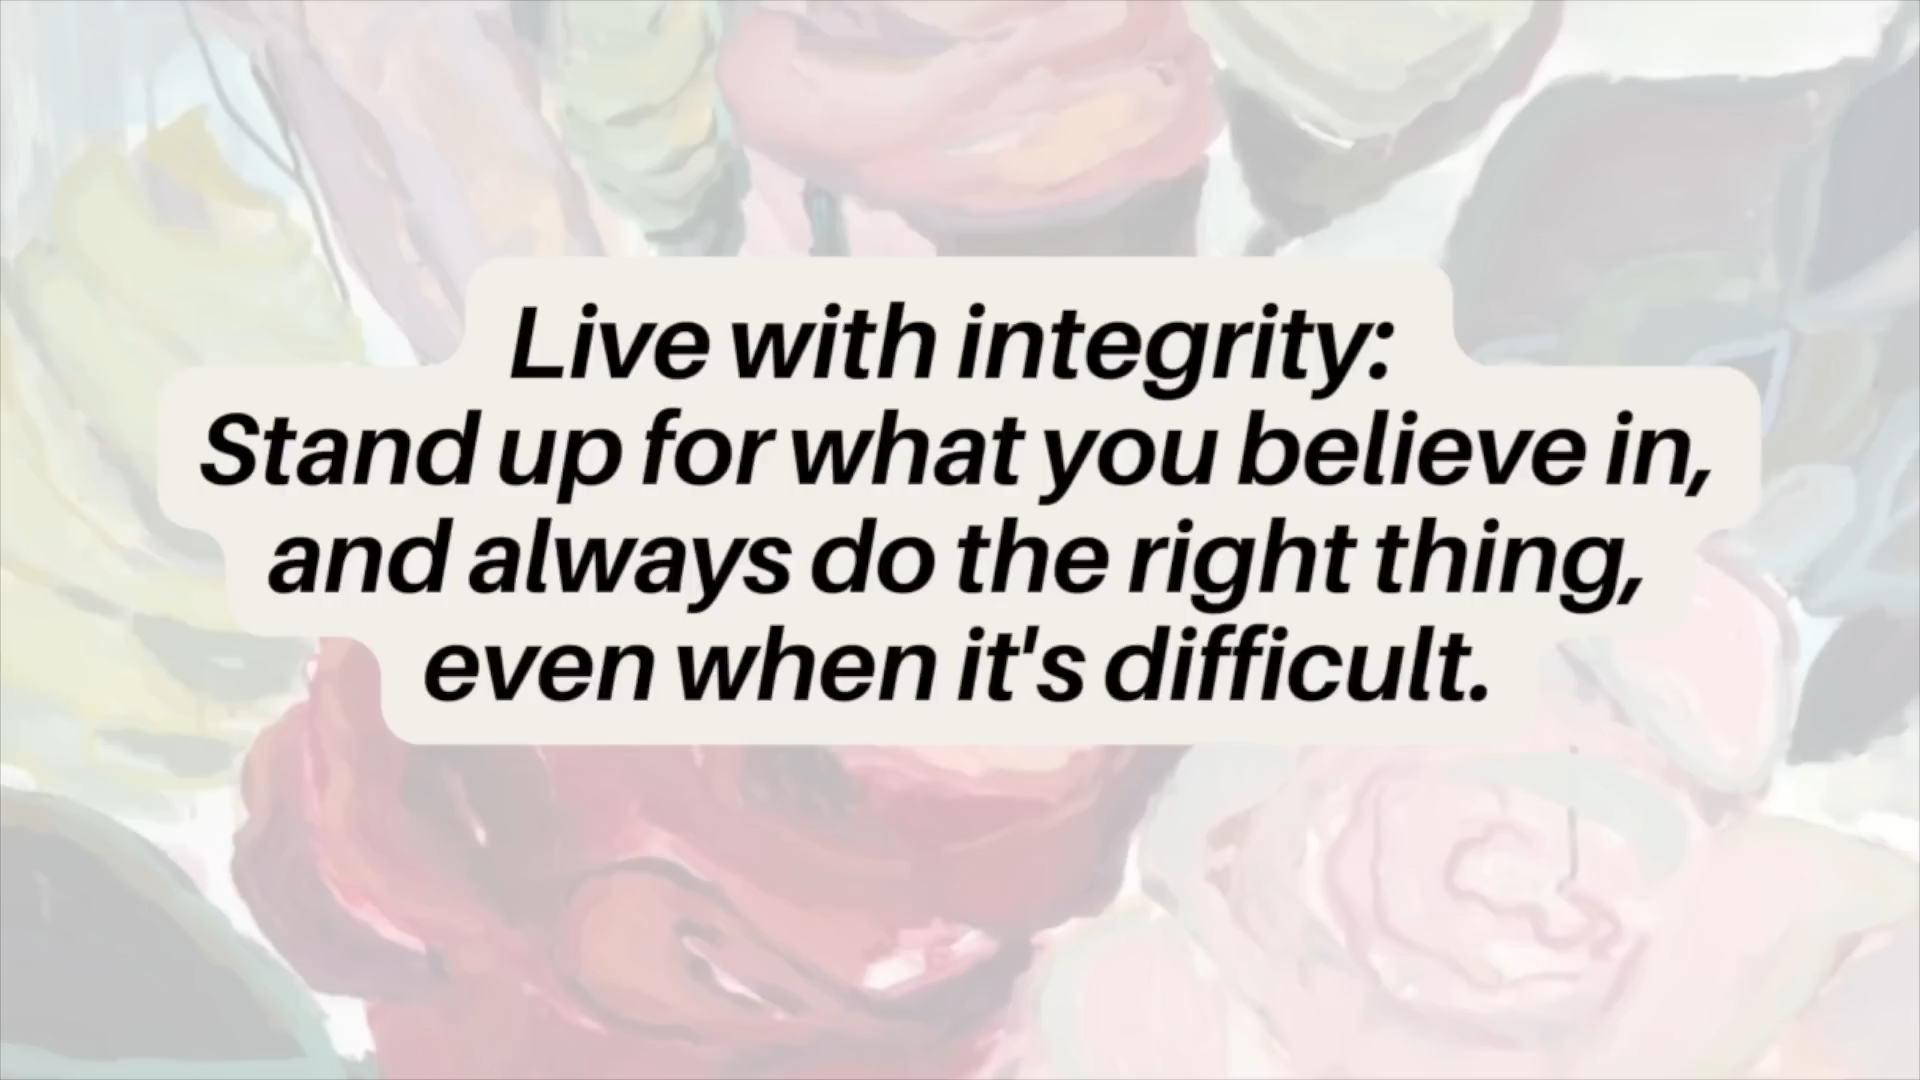 Live with integrity:
Stand up for what you believe in,
and always do the right thing,
even when it's difficult.